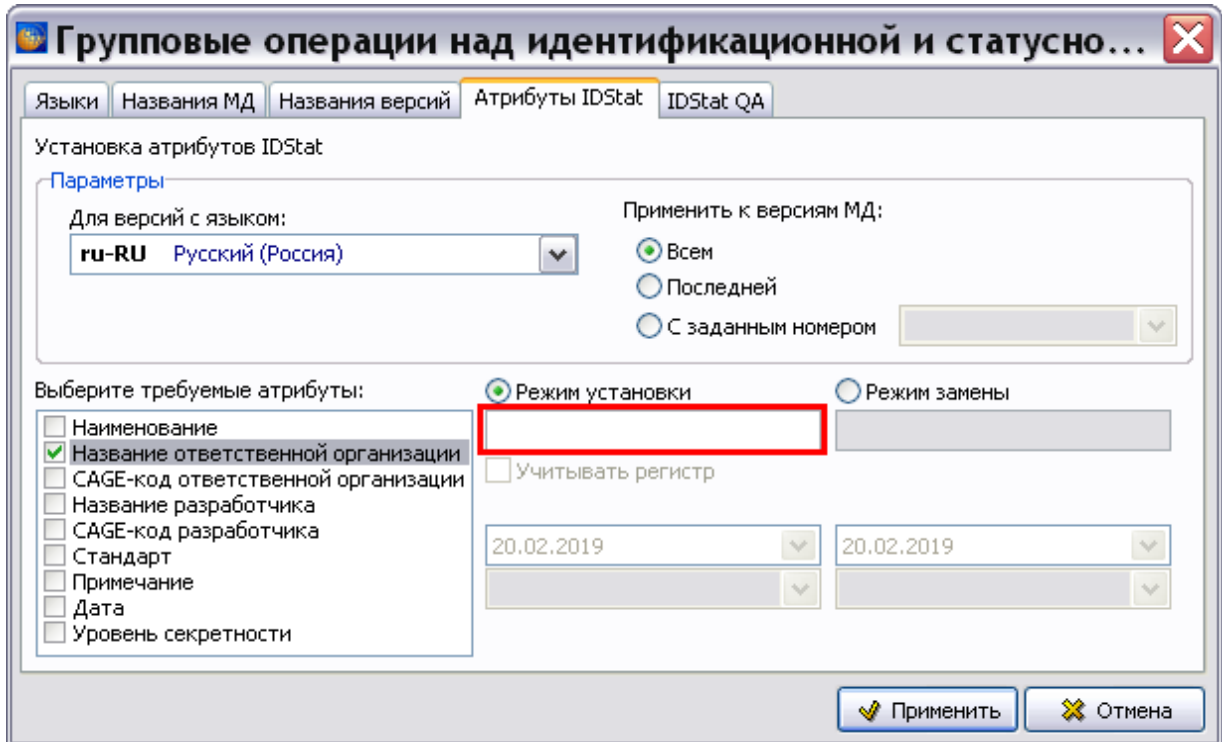 Групповые операции над идентификационной и статусно...
Языки Названия МД Названия версий Атрибуты IDStat IDStat QA
Установка атрибутов IDStat
Параметры
Для версий с языком:
Применить к версиям МД:
ru-RU Русский (Россия)
Всем
Последней
С заданным номером
Выберите требуемые атрибуты:
Режим установки
Режим замены
Наименование
Название ответственной организации
CAGE-код ответственной организации
Название разработчика
CAGE-код разработчика
Стандарт
Примечание
Дата
Уровень секретности
Учитывать регистр
20.02.2019
20.02.2019
Применить
Отмена